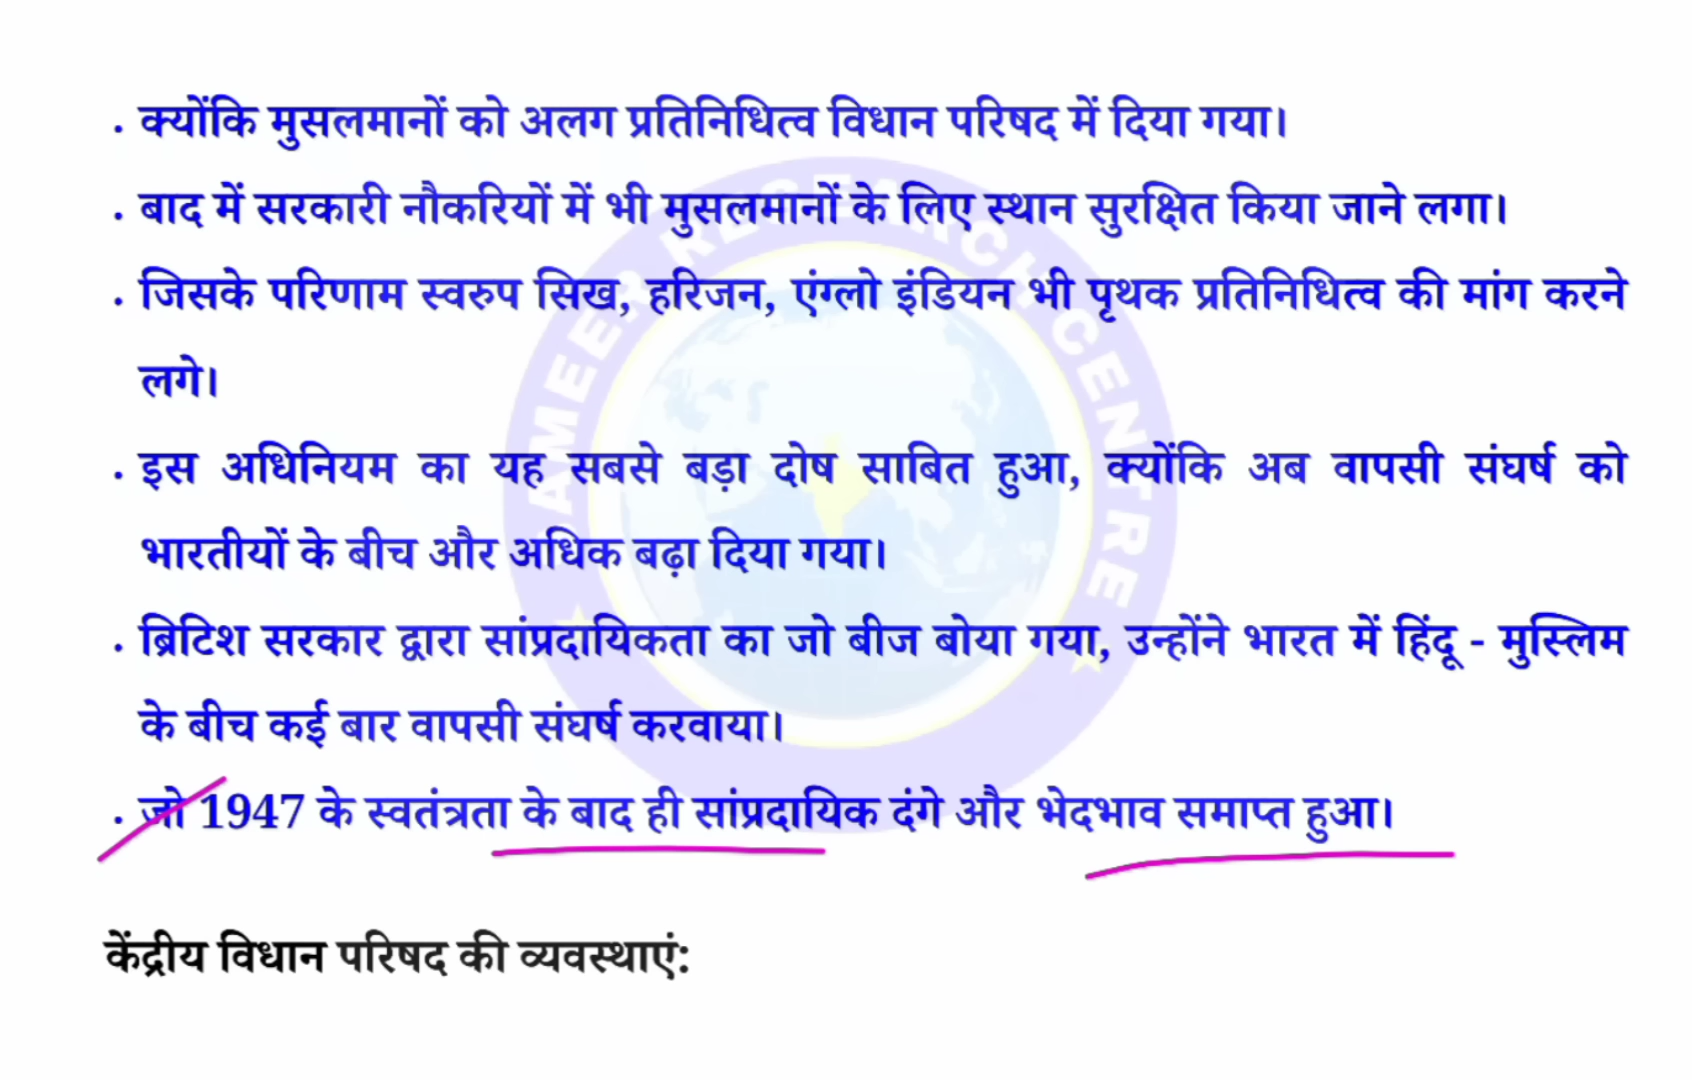 . क्योंकि मुसलमानों को अलग प्रतिनिधित्व विधान परिषद में दिया गया।
. बाद में सरकारी नौकरियों में भी मुसलमानों के लिए स्थान सुरक्षित किया जाने लगा।
. जिसके परिणाम स्वरुप सिख, हरिजन, एंग्लो इंडियन भी पृथक प्रतिनिधित्व की मांग करने
लगे।
. इस अधिनियम का यह सबसे बड़ा दोष साबित हुआ, क्योंकि अब वापसी संघर्ष को
भारतीयों के बीच और अधिक बढ़ा दिया गया।
. ब्रिटिश सरकार द्वारा सांप्रदायिकता का जो बीज बोया गया, उन्होंने भारत में हिंदू - मुस्लिम
के बीच कई बार वापसी संघर्ष करवाया।
. जो 1947 के स्वतंत्रता के बाद ही सांप्रदायिक दंगे और भेदभाव समाप्त हुआ।
केंद्रीय विधान परिषद की व्यवस्थाएं:
RESEARCH CENTRE